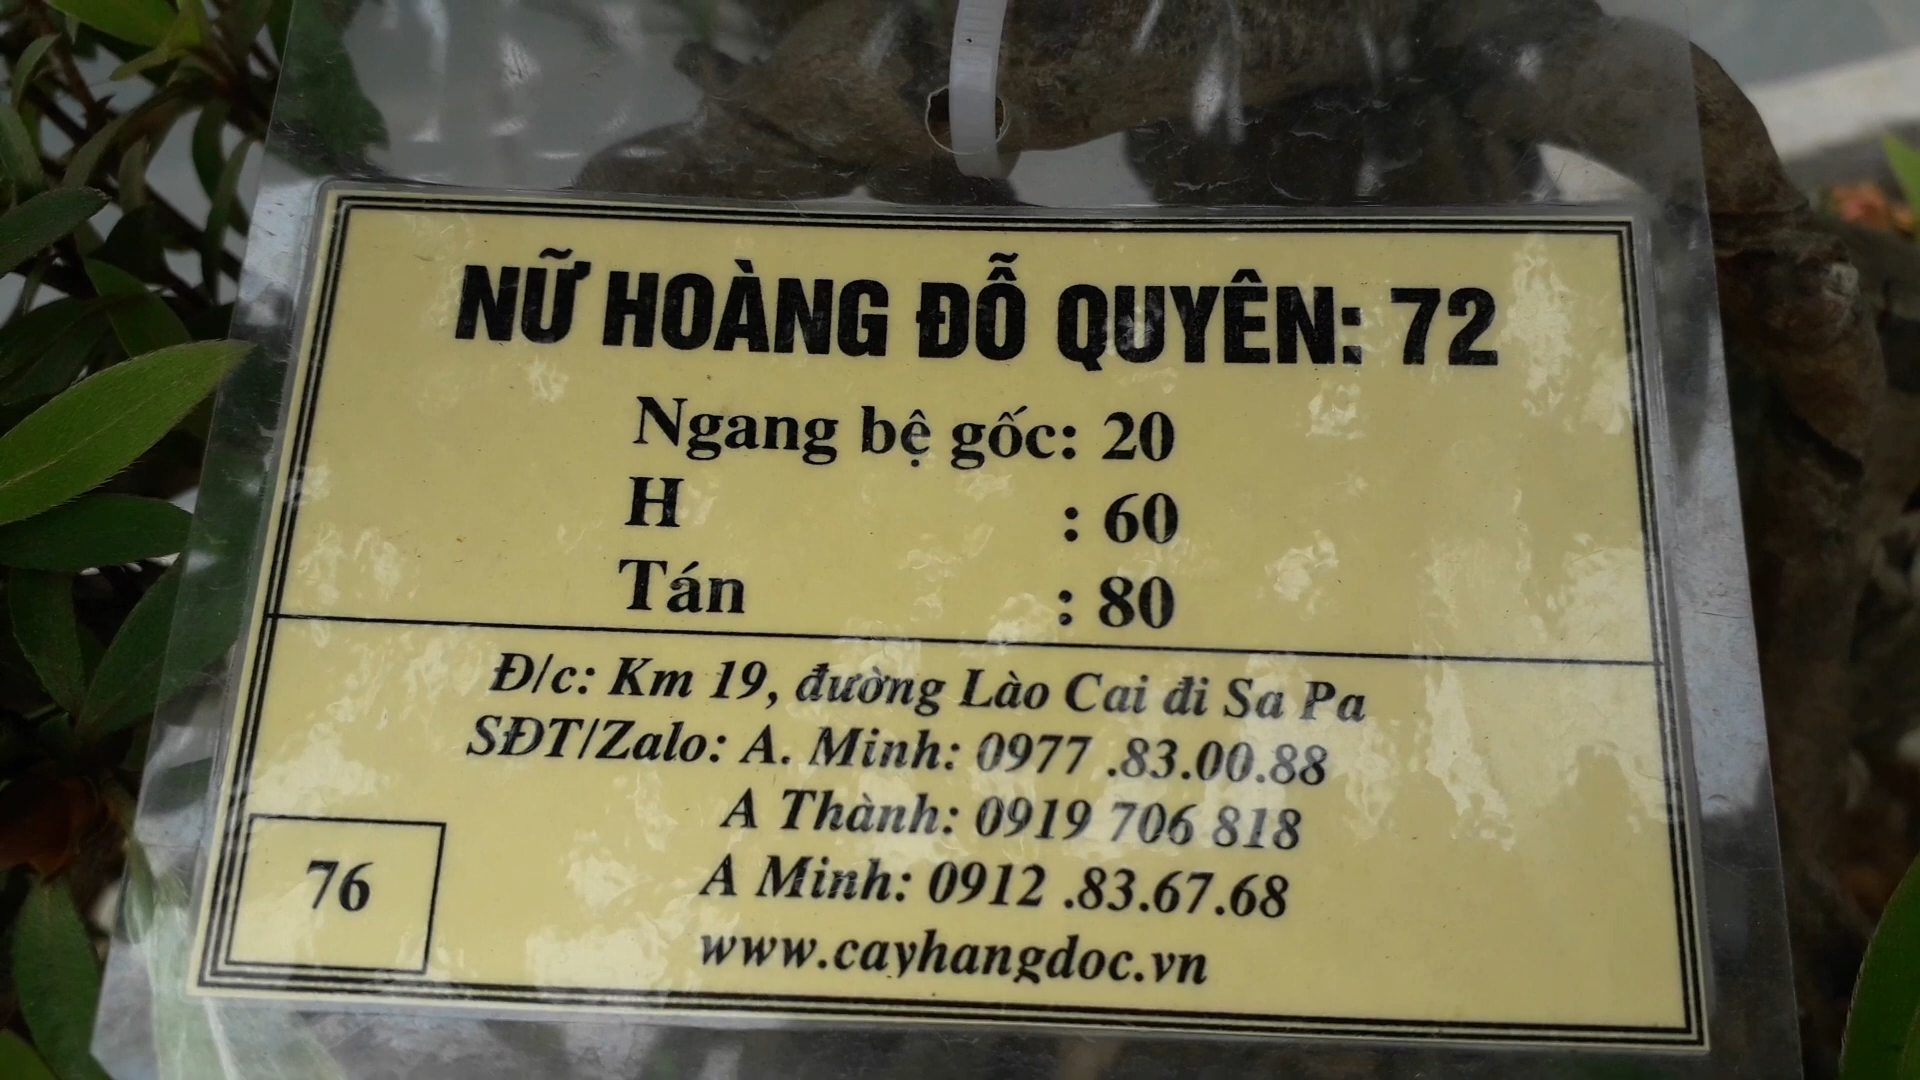 NỮ HOÀNG ĐỖ QUYÊN: 72
Ngang bệ gốc: 20
H : 60
Tán : 80
Đ/c: Km 19, đường Lào Cai đi Sa Pa
SĐT/Zalo: A. Minh: 0977 .83.00.88
A Thành: 0919 706 818
A Minh: 0912 .83.67.68
www.cayhangdoc.vn
76